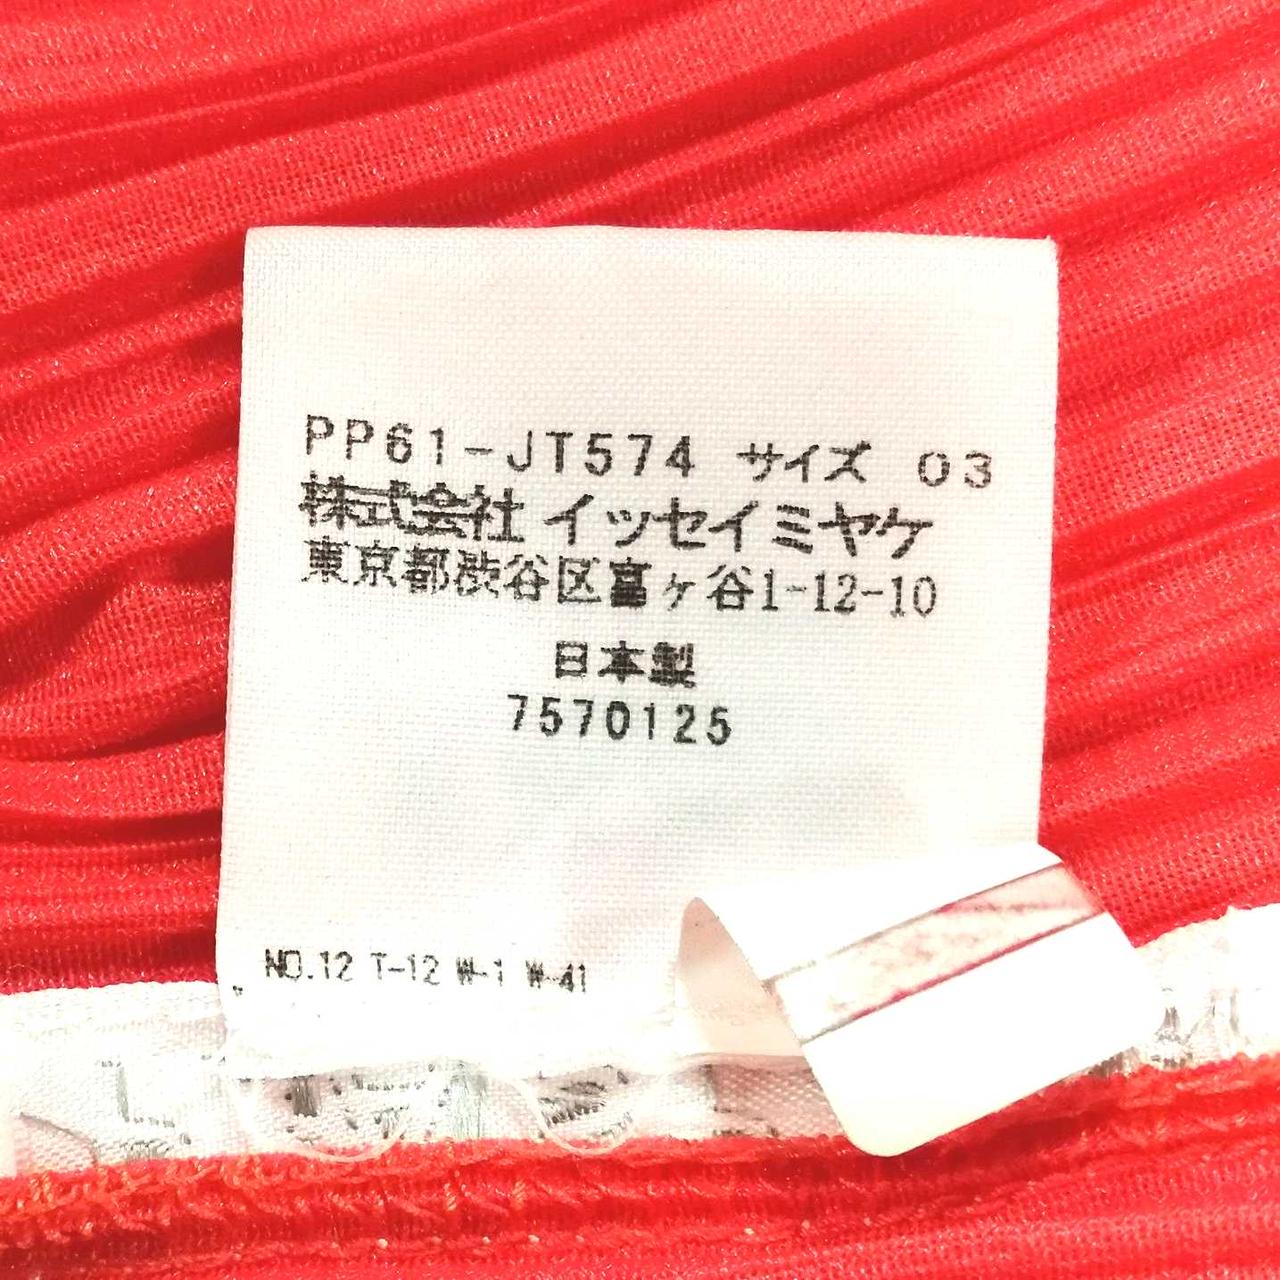 PP61-JT574 サイズ 03
株式会社 イッセイミヤケ
東京都渋谷区富ヶ谷1-12-10
日本製
7570125
NO.12 T-12 W-1 W-41